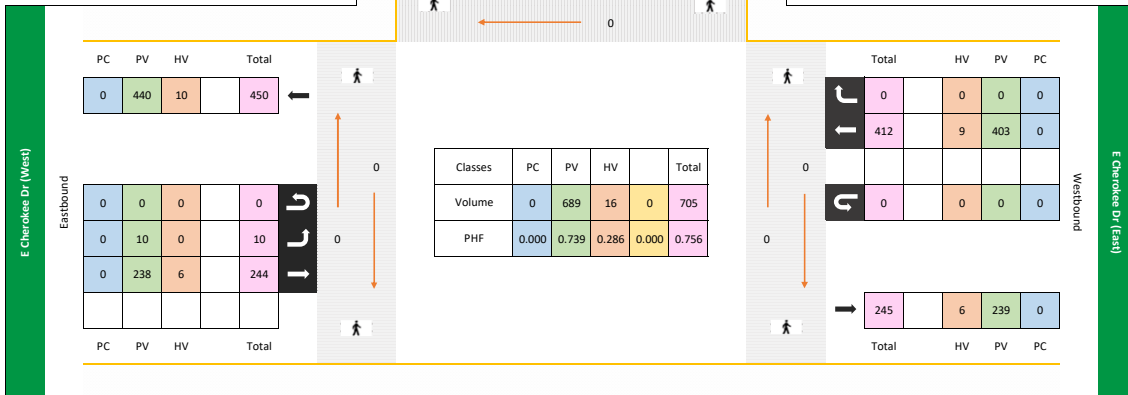 0
PC PV HV Total
0 440 10 450
E Cherokee Dr (West)
Eastbound
0 0 0 0
0 10 0 10
0 238 6 244
PC PV HV Total
0
0
Classes PC PV HV Total
Volume 0 689 16 0 705
PHF 0.000 0.739 0.286 0.000 0.756
0
0
Total HV PV PC
0 0 0 0
412 9 403 0
0 0 0 0
Westbound
E Cherokee Dr (East)
245 6 239 0
Total HV PV PC